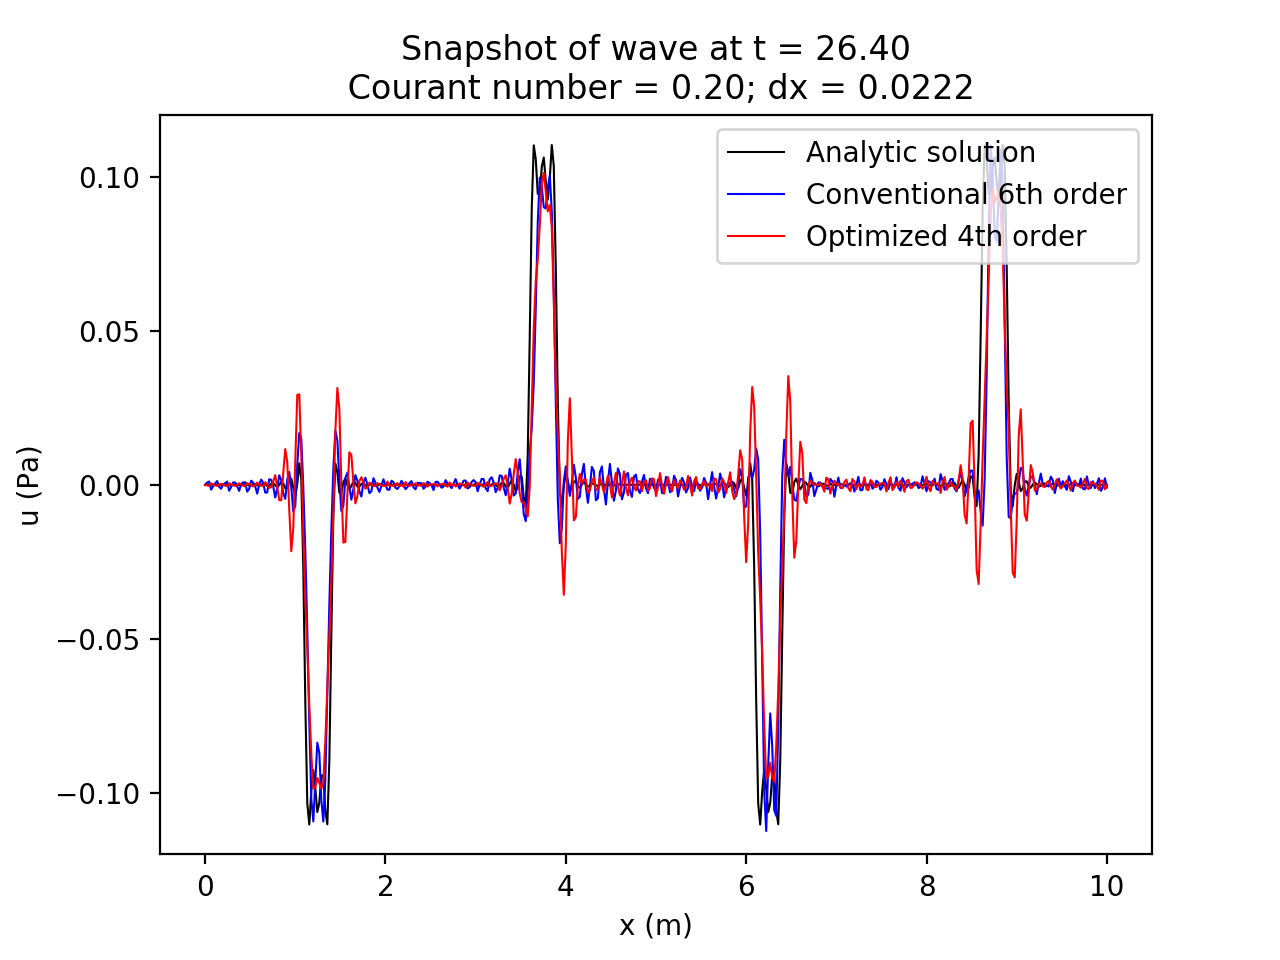 Snapshot of wave at t = 26.40
Courant number = 0.20; dx = 0.0222
Analytic solution
Conventional 6th order
Optimized 4th order
0.10
0.05
0.00
−0.05
−0.10
u (Pa)
0 2 4 6 8 10
x (m)